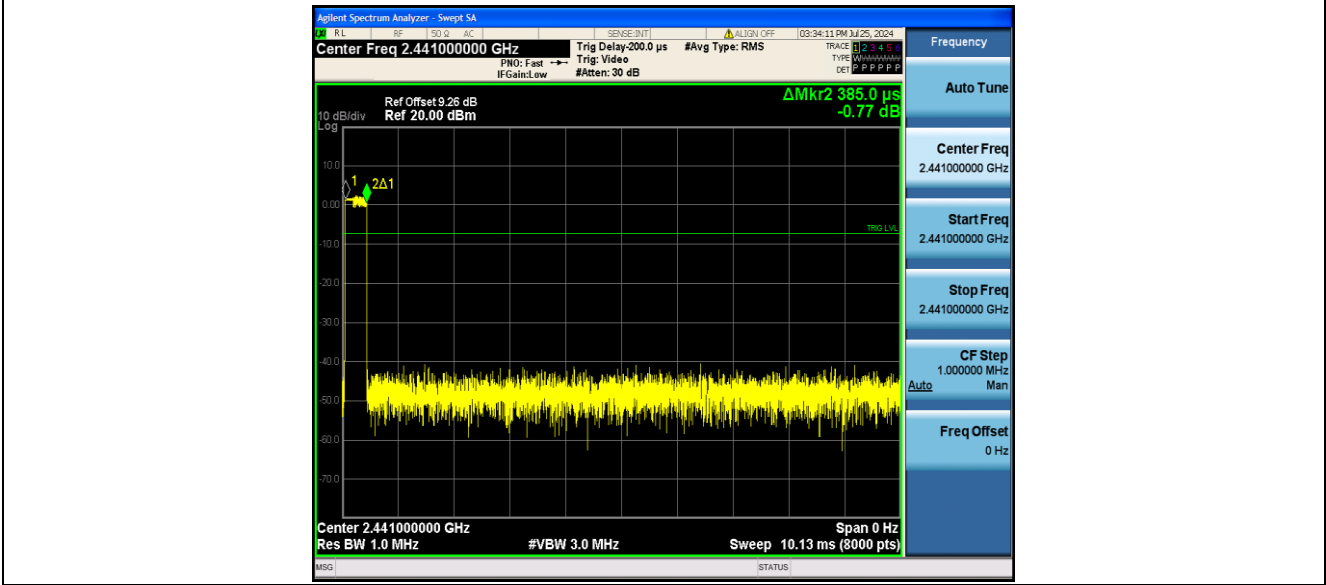 Agilent Spectrum Analyzer - Swept SA
RL RF 50 Ω AC SENSE:INT ALIGN OFF 03:34:11 PM Jul 25, 2024
Center Freq 2.441000000 GHz
PNO: Fast
IFGain:Low
Trig Delay-200.0 µs
Trig: Video
#Atten: 30 dB
#Avg Type: RMS
TRACE 1 2 3 4 5 6
TYPE WWWWWW
DET P P P P P P
ΔMkr2 385.0 µs
-0.77 dB
Ref Offset 9.26 dB
10 dB/div Ref 20.00 dBm
Log
10.0
1 2Δ1
0.00
TRIG LVL
-10.0
-20.0
-30.0
-40.0
-50.0
-60.0
-70.0
Center 2.441000000 GHz Span 0 Hz
Res BW 1.0 MHz #VBW 3.0 MHz Sweep 10.13 ms (8000 pts)
MSG STATUS
Frequency
Auto Tune
Center Freq
2.441000000 GHz
Start Freq
2.441000000 GHz
Stop Freq
2.441000000 GHz
CF Step
1.000000 MHz
Auto Man
Freq Offset
0 Hz